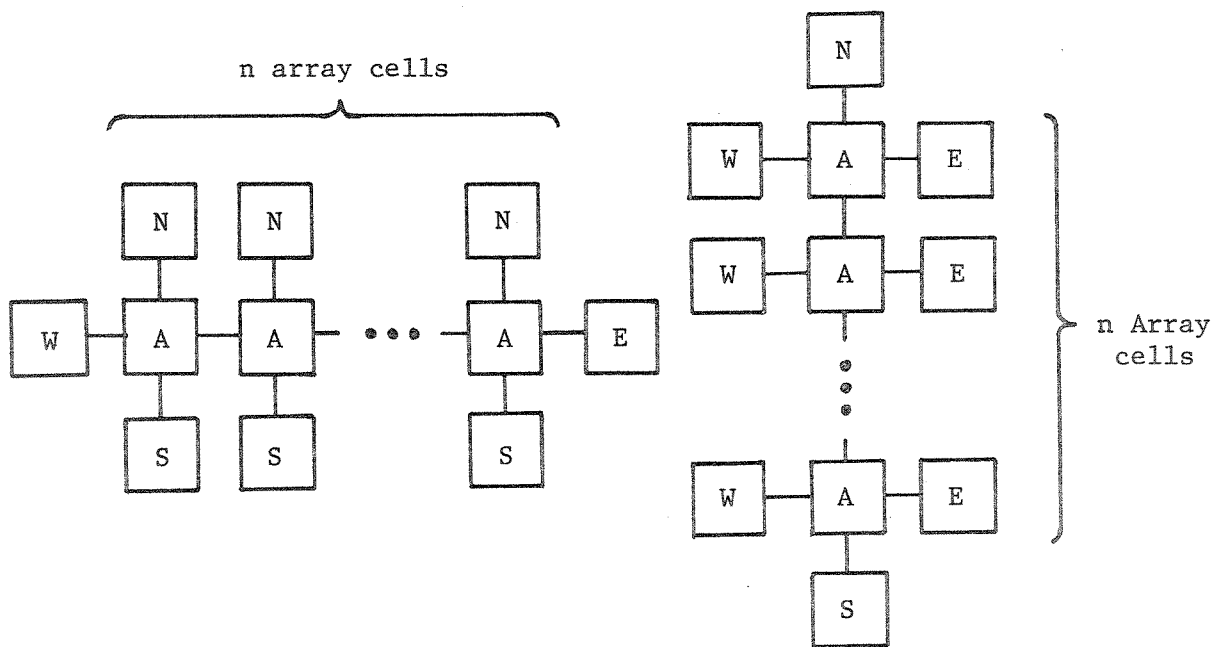 n array cells
N N N
W A A ••• A E
S S S
N
W A E
W A E
W A E
S
n Array
cells